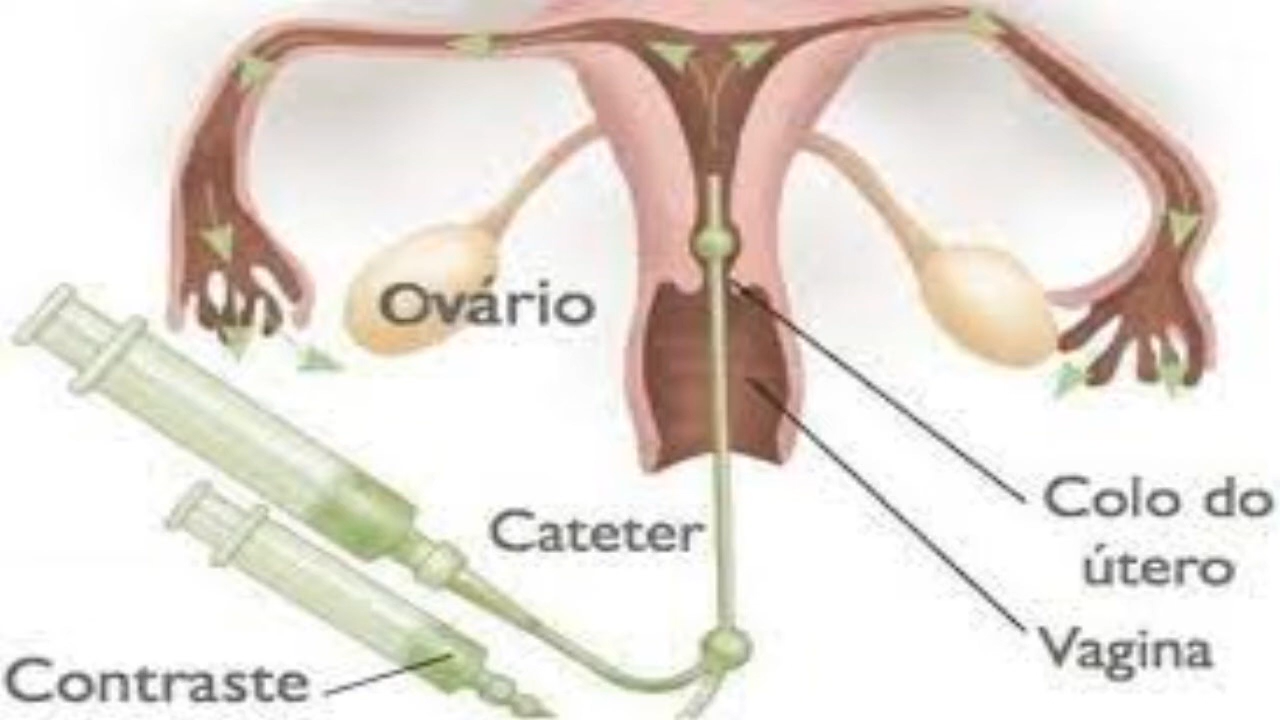 Ovário
Cateter
Colo do
útero
Vagina
Contraste